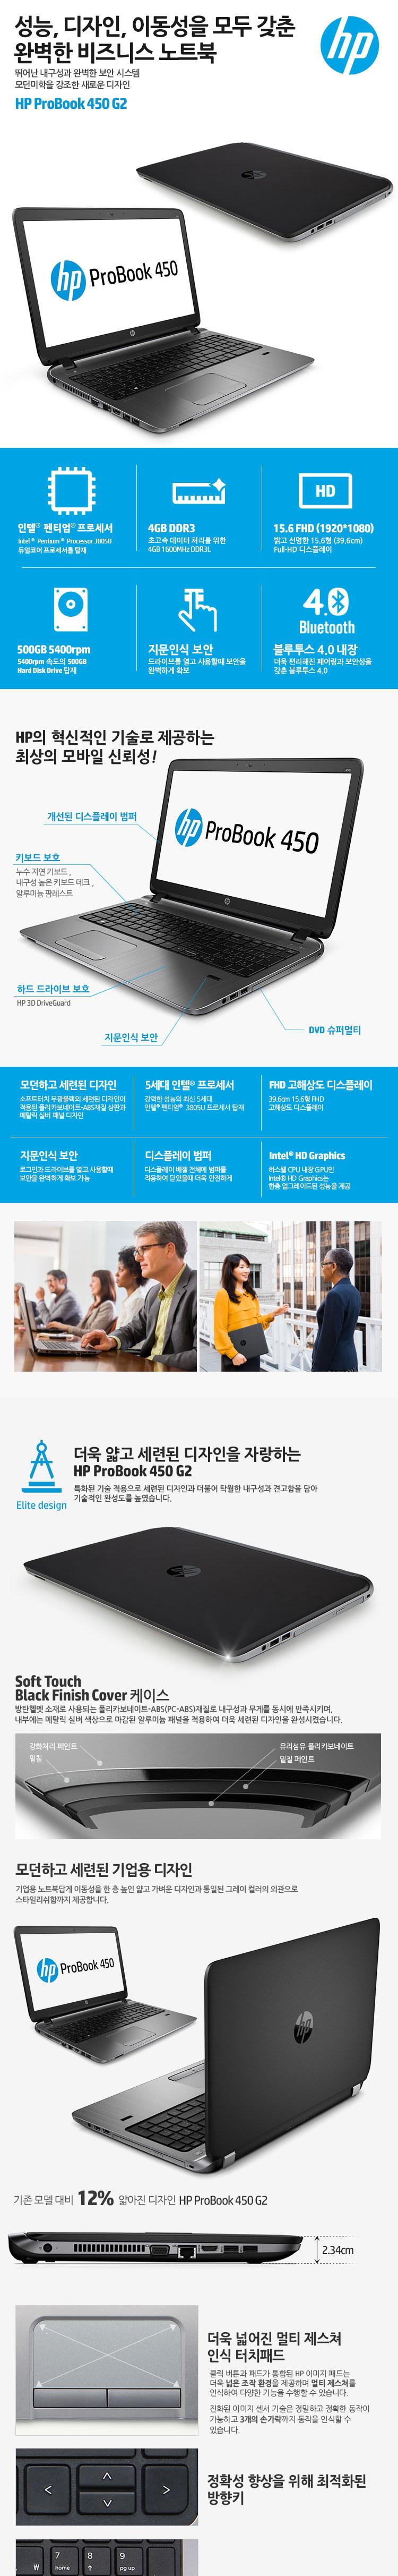 성능, 디자인, 이동성을 모두 갖춘
완벽한 비즈니스 노트북
뛰어난 내구성과 완벽한 보안 시스템
모던미학을 강조한 새로운 디자인
HP ProBook 450 G2
hp
hp ProBook 450
인텔® 펜티엄® 프로세서
Intel® Pentium® Processor 3805U
듀얼코어 프로세서를 탑재
4GB DDR3
초고속 데이터 처리를 위한
4GB 1600MHz DDR3L
HD
15.6 FHD (1920*1080)
밝고 선명한 15.6형 (39.6cm)
Full-HD 디스플레이
500GB 5400rpm
5400rpm 속도의 500GB
Hard Disk Drive 탑재
지문인식 보안
드라이브를 열고 사용할때 보안을
완벽하게 확보
4.0
Bluetooth
블루투스 4.0 내장
더욱 편리해진 페어링과 보안성을
갖춘 블루투스 4.0
HP의 혁신적인 기술로 제공하는
최상의 모바일 신뢰성!
개선된 디스플레이 범퍼
hp ProBook 450
키보드 보호
누수 지연 키보드,
내구성 높은 키보드 데크,
알루미늄 팜레스트
하드 드라이브 보호
HP 3D DriveGuard
지문인식 보안
DVD 슈퍼멀티
모던하고 세련된 디자인
소프트터치 무광블랙의 세련된 디자인이
적용된 폴리카보네이트-ABS재질 상판과
메탈릭 실버 패널 디자인
5세대 인텔® 프로세서
강력한 성능의 최신 5세대
인텔® 펜티엄® 3805U 프로세서 탑재
FHD 고해상도 디스플레이
39.6cm 15.6형 FHD
고해상도 디스플레이
지문인식 보안
로그인과 드라이브를 열고 사용할때
보안을 완벽하게 확보 가능
디스플레이 범퍼
디스플레이 베젤 전체에 범퍼를
적용하여 닫았을때 더욱 안전하게
Intel® HD Graphics
하스웰 CPU 내장 GPU인
Intel® HD Graphics는
한층 업그레이드된 성능을 제공
Elite design
더욱 얇고 세련된 디자인을 자랑하는
HP ProBook 450 G2
특화된 기술 적용으로 세련된 디자인과 더불어 탁월한 내구성과 견고함을 담아
기술적인 완성도를 높였습니다.
Soft Touch
Black Finish Cover 케이스
방탄헬멧 소재로 사용되는 폴리카보네이트-ABS(PC-ABS)재질로 내구성과 무게를 동시에 만족시키며,
내부에는 메탈릭 실버 색상으로 마감된 알루미늄 패널을 적용하여 더욱 세련된 디자인을 완성시켰습니다.
강화처리 페인트
밑칠
유리섬유 폴리카보네이트
밑칠 페인트
모던하고 세련된 기업용 디자인
기업용 노트북답게 이동성을 한 층 높인 얇고 가벼운 디자인과 통일된 그레이 컬러의 외관으로
스타일리쉬함까지 제공합니다.
hp ProBook 450
기존 모델 대비 12% 얇아진 디자인 HP ProBook 450 G2
2.34cm
더욱 넓어진 멀티 제스쳐
인식 터치패드
클릭 버튼과 패드가 통합된 HP 이미지 패드는
더욱 넓은 조작 환경을 제공하며 멀티 제스쳐를
인식하여 다양한 기능을 수행할 수 있습니다.
진화된 이미지 센서 기술은 정밀하고 정확한 동작이
가능하고 3개의 손가락까지 동작을 인식할 수
있습니다.
정확성 향상을 위해 최적화된
방향키
7 8 9
₩ home ↑ pg up